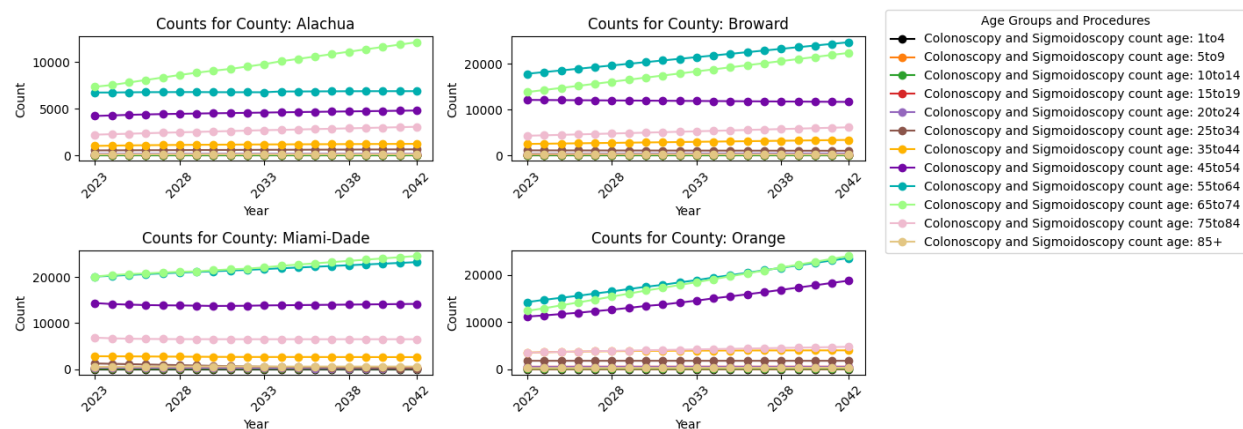 Counts for County: Alachua
Count
10000
5000
0
2023
2028
2033
2038
2042
Year
Counts for County: Broward
Count
20000
10000
0
2023
2028
2033
2038
2042
Year
Age Groups and Procedures
Colonoscopy and Sigmoidoscopy count age: 1to4
Colonoscopy and Sigmoidoscopy count age: 5to9
Colonoscopy and Sigmoidoscopy count age: 10to14
Colonoscopy and Sigmoidoscopy count age: 15to19
Colonoscopy and Sigmoidoscopy count age: 20to24
Colonoscopy and Sigmoidoscopy count age: 25to34
Colonoscopy and Sigmoidoscopy count age: 35to44
Colonoscopy and Sigmoidoscopy count age: 45to54
Colonoscopy and Sigmoidoscopy count age: 55to64
Colonoscopy and Sigmoidoscopy count age: 65to74
Colonoscopy and Sigmoidoscopy count age: 75to84
Colonoscopy and Sigmoidoscopy count age: 85+
Counts for County: Miami-Dade
Count
20000
10000
0
2023
2028
2033
2038
2042
Year
Counts for County: Orange
Count
20000
10000
0
2023
2028
2033
2038
2042
Year